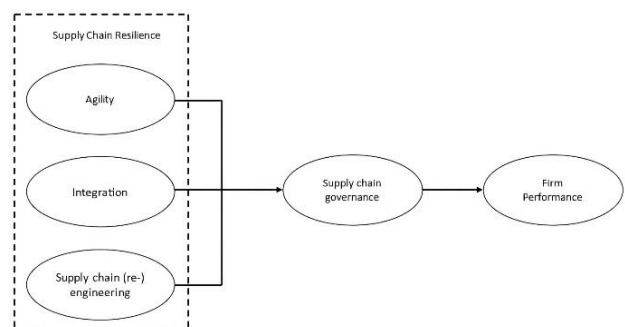 Supply Chain Resilience
Agility
Integration
Supply chain (re-)
engineering
Supply chain
governance
Firm
Performance